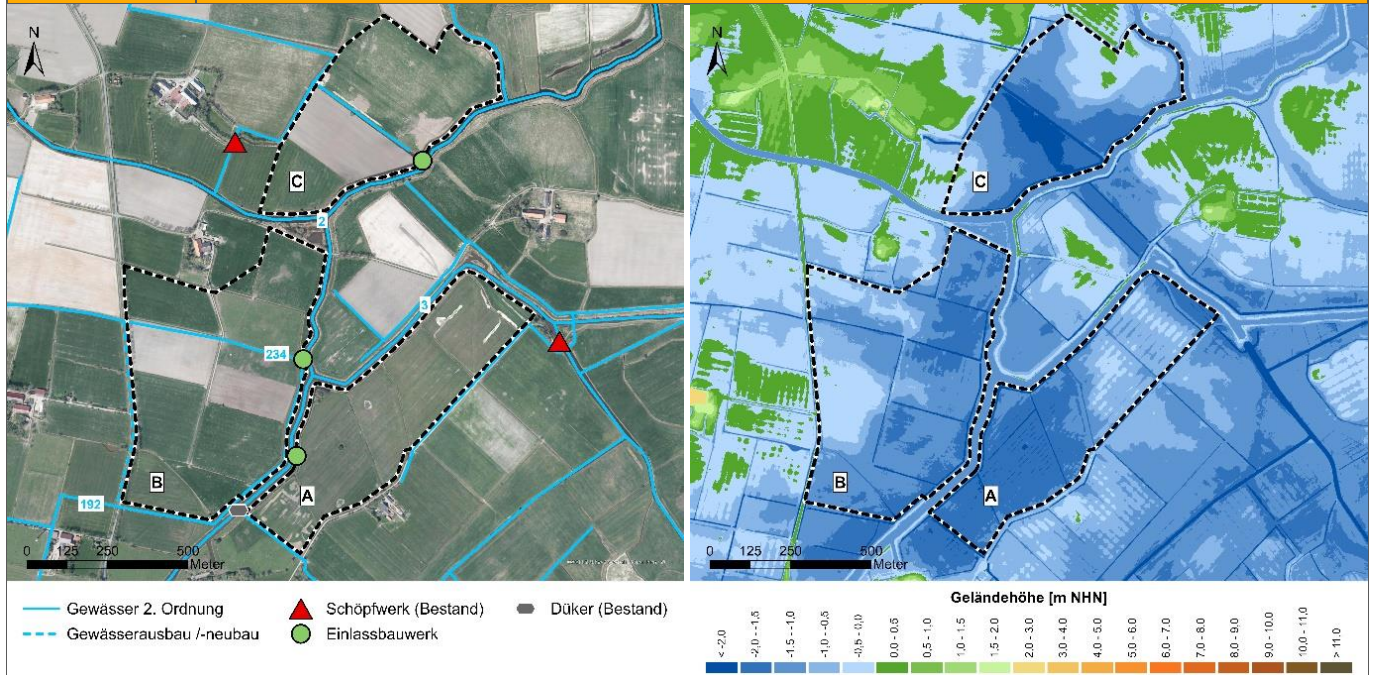 N
C
2
3
234
B
A
192
0 125 250 500
Meter
N
C
B
A
0 125 250 500
Meter
Gewässer 2. Ordnung
Schöpfwerk (Bestand)
Düker (Bestand)
Gewässerausbau /-neubau
Einlassbauwerk
Geländehöhe [m NHN]
< -2,0
-2,0 - -1,5
-1,5 - -1,0
-1,0 - -0,5
-0,5 - 0,0
0,0 - 0,5
0,5 - 1,0
1,0 - 1,5
1,5 - 2,0
2,0 - 3,0
3,0 - 4,0
4,0 - 5,0
5,0 - 6,0
6,0 - 7,0
7,0 - 8,0
8,0 - 9,0
9,0 - 10,0
10,0 - 11,0
> 11,0